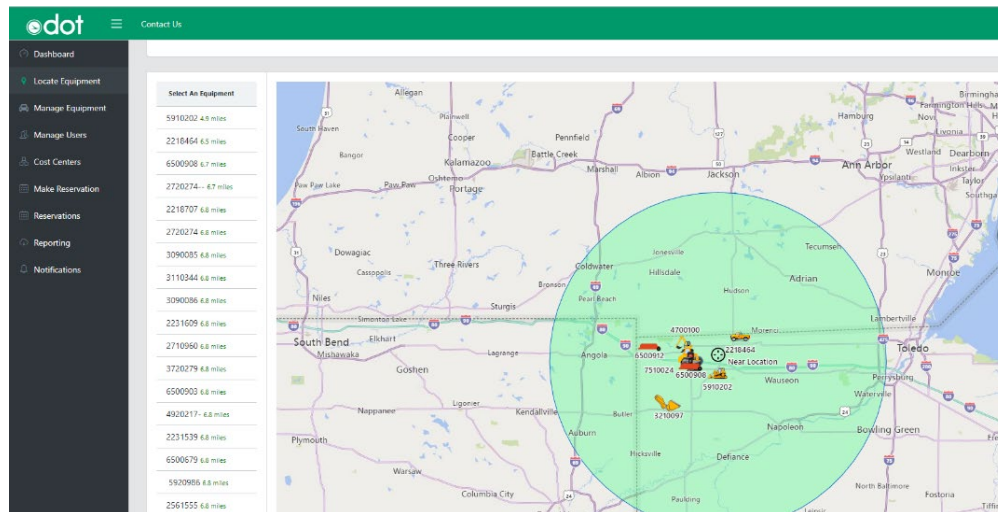 odot
Contact Us
Dashboard
Locate Equipment
Manage Equipment
Manage Users
Cost Centers
Make Reservation
Reservations
Reporting
Notifications
Select An Equipment
5910202 4.9 miles
2218464 6.5 miles
6500908 6.7 miles
2720274-- 6.7 miles
2218707 6.8 miles
2720274 6.8 miles
3090085 6.8 miles
3110344 6.8 miles
3090086 6.8 miles
2231609 6.8 miles
2710960 6.8 miles
3720279 6.8 miles
6500903 6.8 miles
4920217- 6.8 miles
2231539 6.8 miles
6500679 6.8 miles
5920986 6.8 miles
2561555 6.8 miles
Allegan
Plainwell
Birmingha
Farmington Hills
Hamburg
Novi
South Haven
Cooper
Pennfield
Livonia
Bangor
Kalamazoo
Battle Creek
Westland
Dearborn
Oshtemo
Marshall
Albion
Jackson
Ann Arbor
Inkster
Paw Paw Lake
Paw Paw
Portage
Ypsilanti
Taylor
Southga
Dowagiac
Three Rivers
Coldwater
Jonesville
Tecumseh
Cassopolis
Hillsdale
Adrian
Monroe
Niles
Bronson
Pearl Beach
Hudson
Sturgis
Simonton Lake
Lambertville
South Bend
Elkhart
4700100
Morenci
Mishawaka
Lagrange
Angola
6500912
2218464
Toledo
Near Location
Goshen
7510024
6500908
5910202
Wauseon
Perrysburg
Waterville
Nappanee
Ligonier
Kendallville
Butler
3210097
Plymouth
Auburn
Napoleon
Bowling Green
Hicksville
Defiance
Warsaw
Columbia City
Paulding
North Baltimore
Fostoria
Leipsic
Tiffi